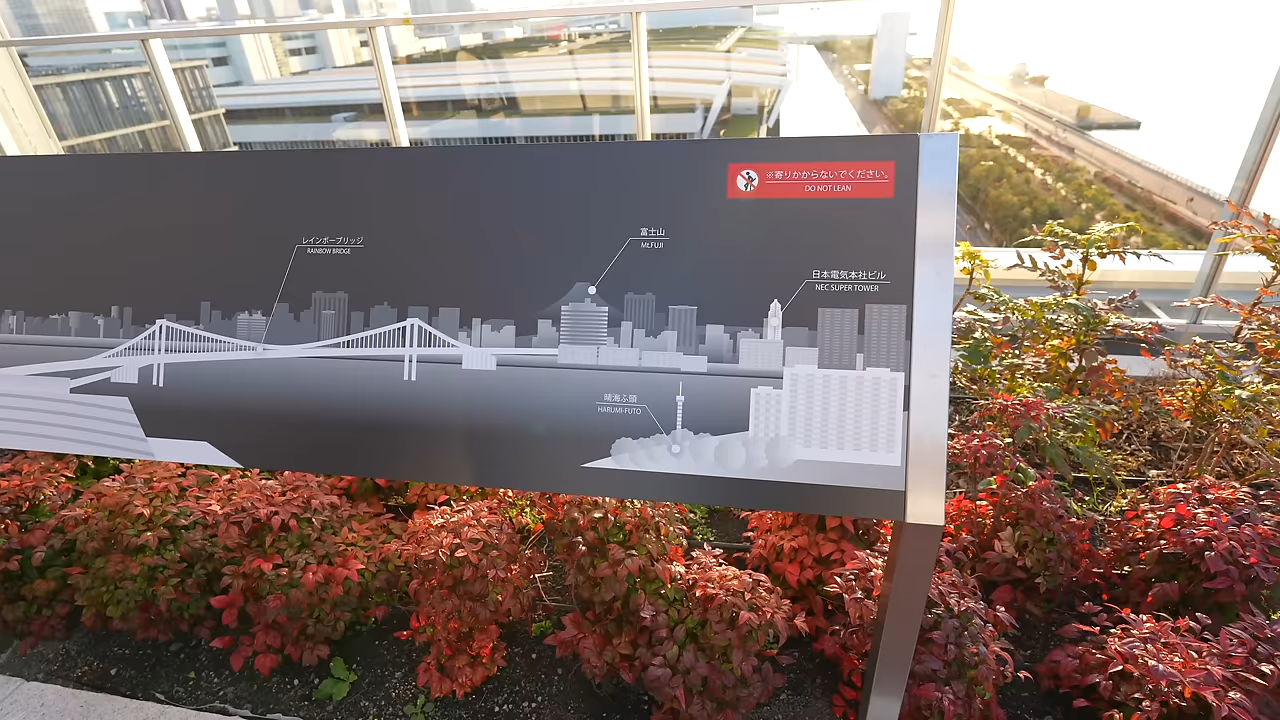 ※寄りかからないでください。
DO NOT LEAN
レインボーブリッジ
RAINBOW BRIDGE
富士山
Mt.FUJI
日本電気本社ビル
NEC SUPER TOWER
晴海ふ頭
HARUMI-FUTO